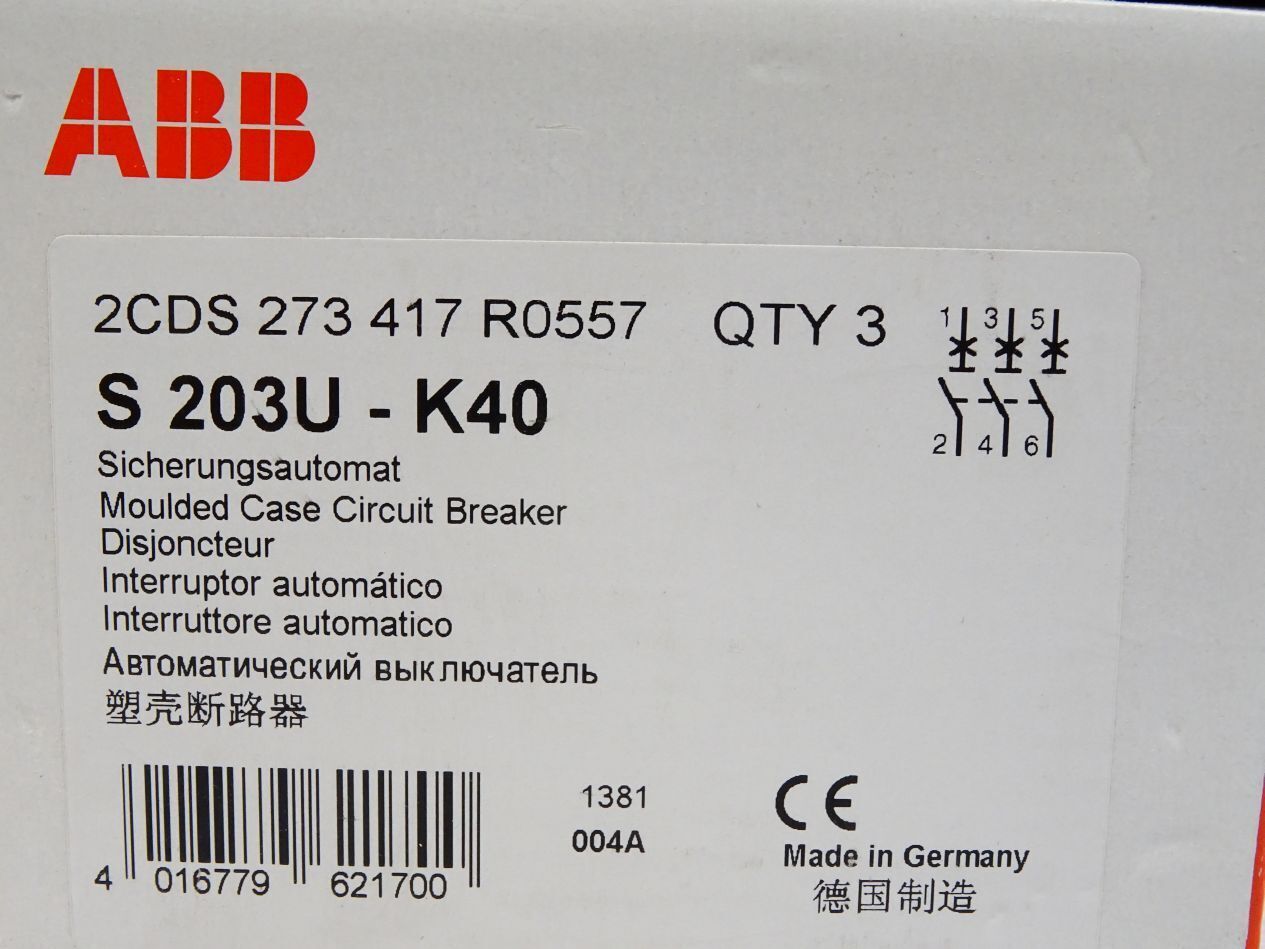 ABB
2CDS 273 417 R0557 QTY 3
1 3 5
S 203U - K40
2 4 6
Sicherungsautomat
Moulded Case Circuit Breaker
Disjoncteur
Interruptor automático
Interruttore automatico
Автоматический выключатель
塑壳断路器
1381
004A
4 016779 621700
CE
Made in Germany
德国制造